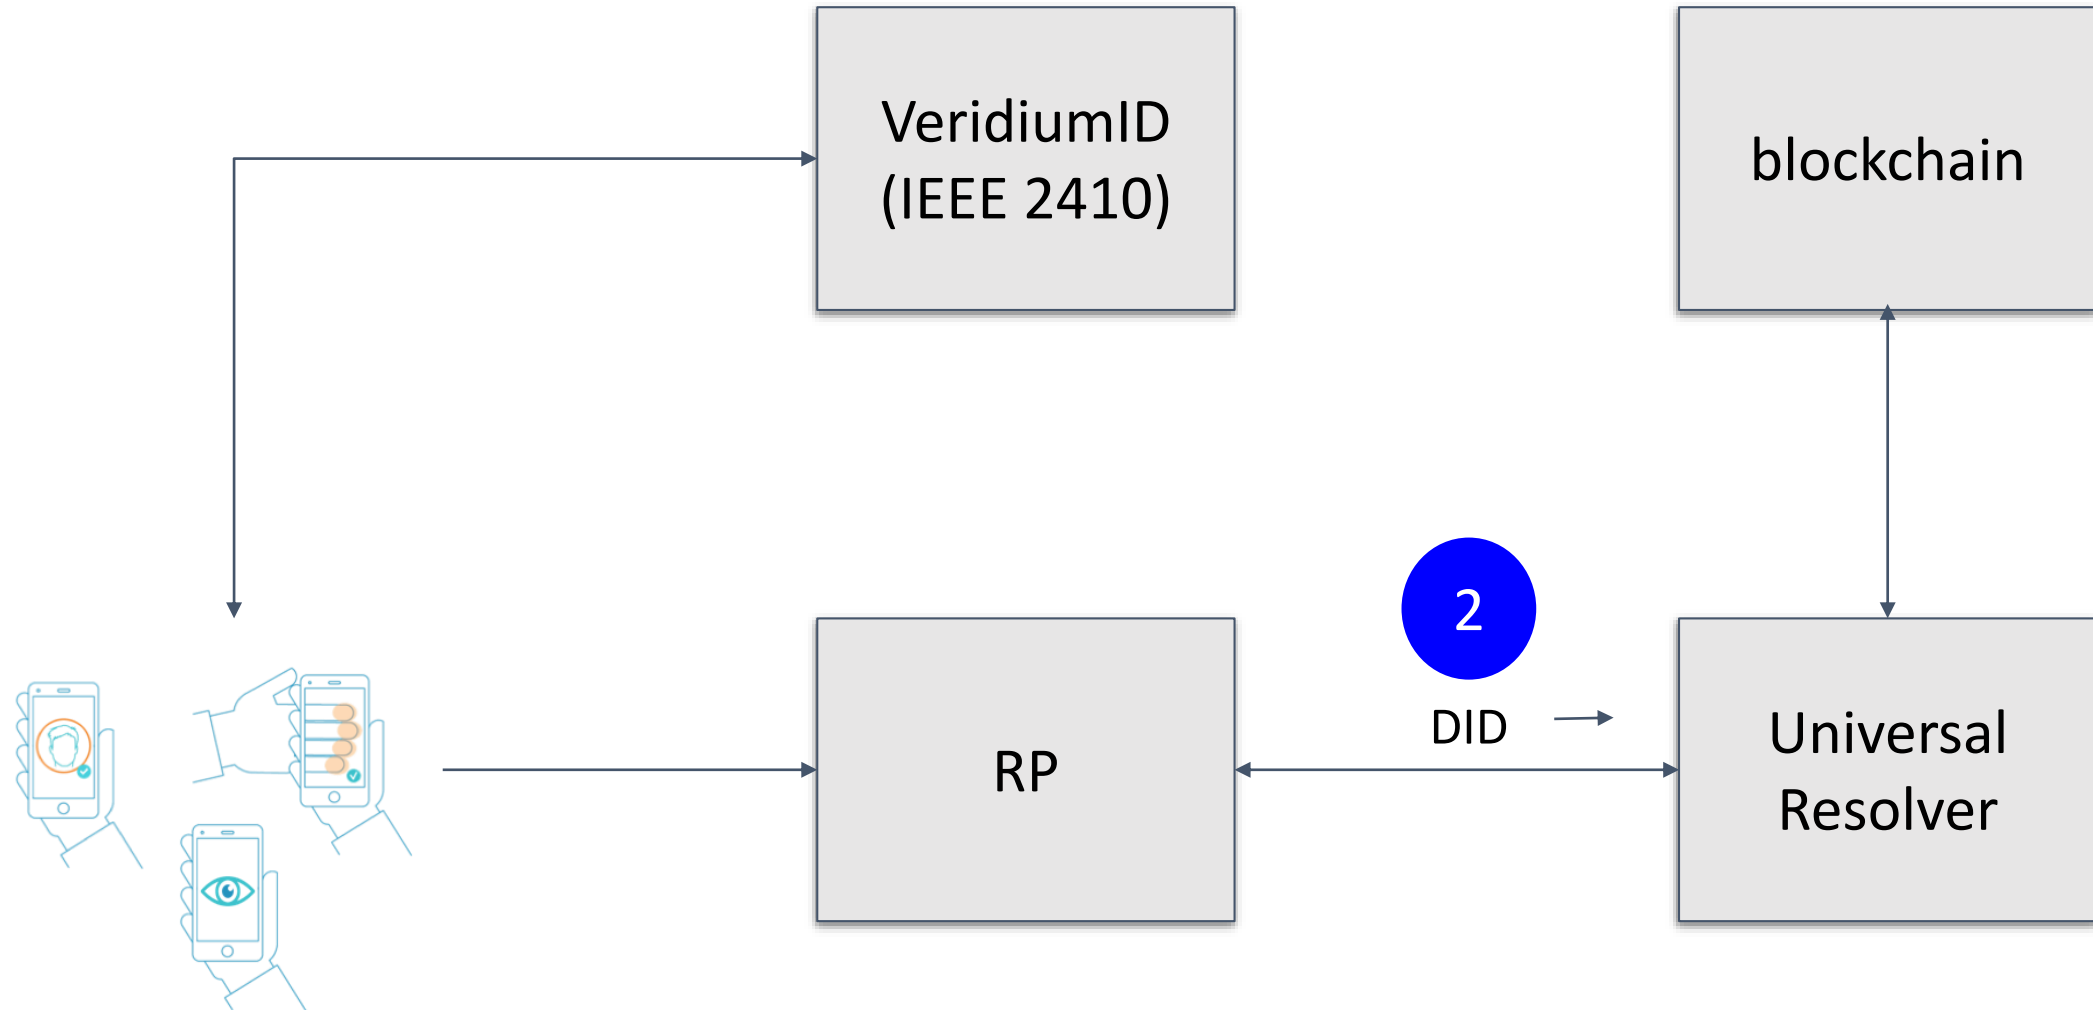 VeridiumID
(IEEE 2410)
blockchain
2
DID
RP
Universal
Resolver